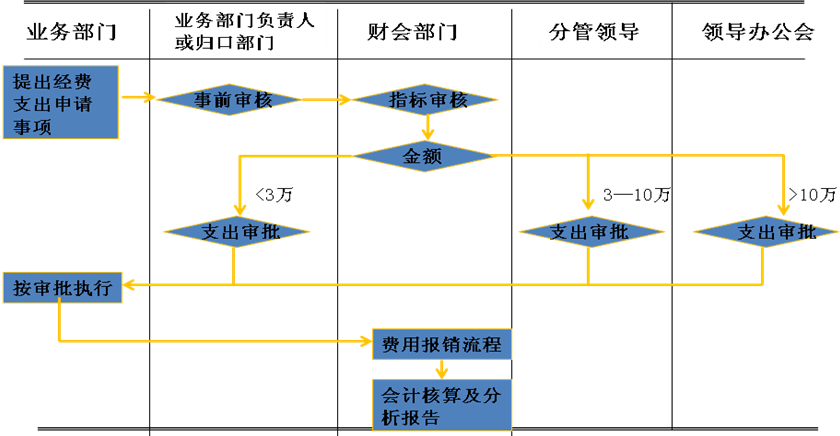 业务部门
业务部门负责人
或归口部门
财会部门
分管领导
领导办公会
提出经费
支出申请
事项
事前审核
指标审核
金额
<3万
3—10万
>10万
支出审批
支出审批
支出审批
按审批执行
费用报销流程
会计核算及分
析报告